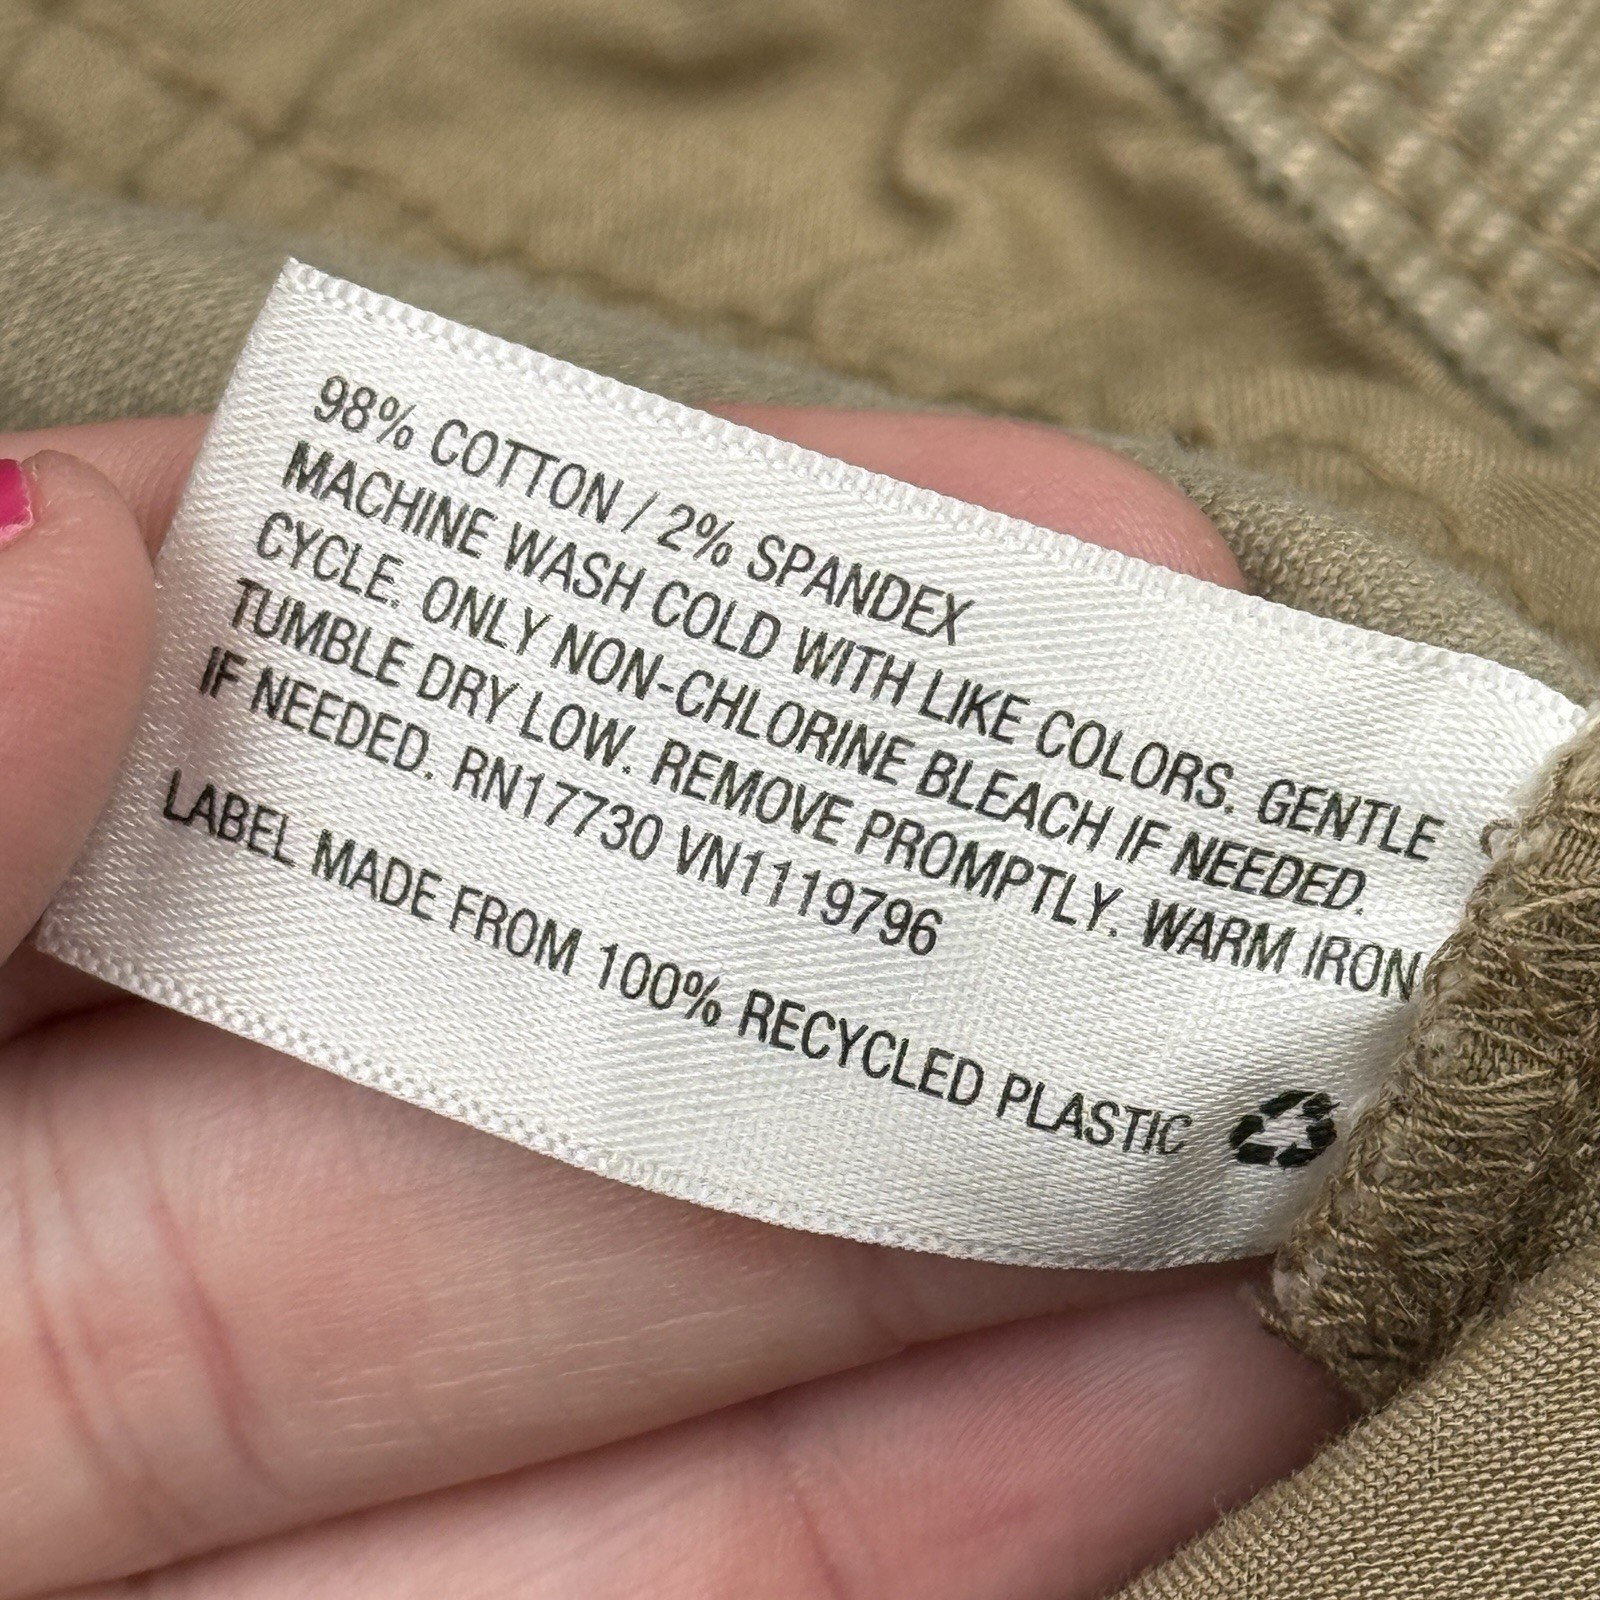 98% COTTON / 2% SPANDEX
MACHINE WASH COLD WITH LIKE COLORS. GENTLE
CYCLE. ONLY NON-CHLORINE BLEACH IF NEEDED.
TUMBLE DRY LOW. REMOVE PROMPTLY. WARM IRON
IF NEEDED. RN17730 VN1119796
LABEL MADE FROM 100% RECYCLED PLASTIC